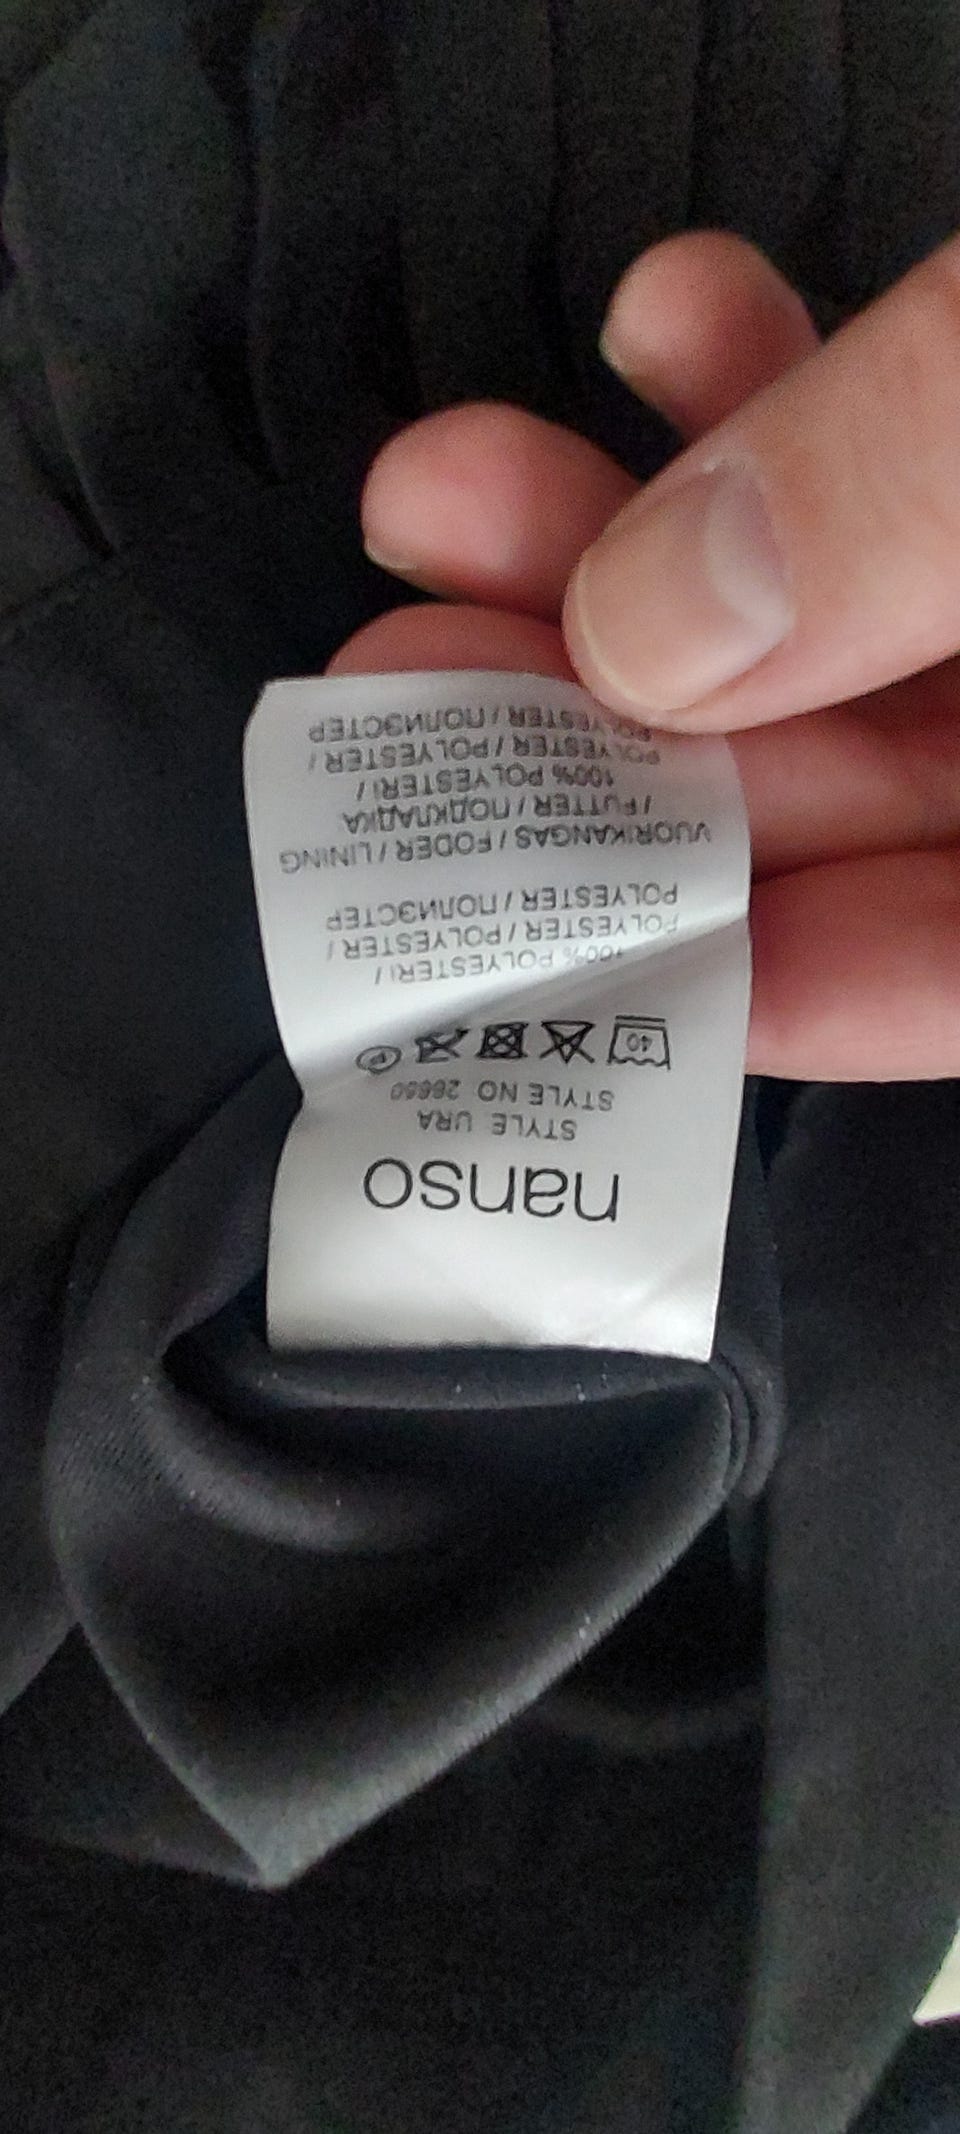 nanso
STYLE URA
STYLE NO 26660
40
P
100% POLYESTERI /
POLYESTER / POLYESTER /
POLYESTER / ПОЛИЭСТЕР
VUORIKANGAS / FODER / LINING
/ FUTTER / ПОДКЛАДКА
100% POLYESTERI /
POLYESTER / POLYESTER /
POLYESTER / ПОЛИЭСТЕР